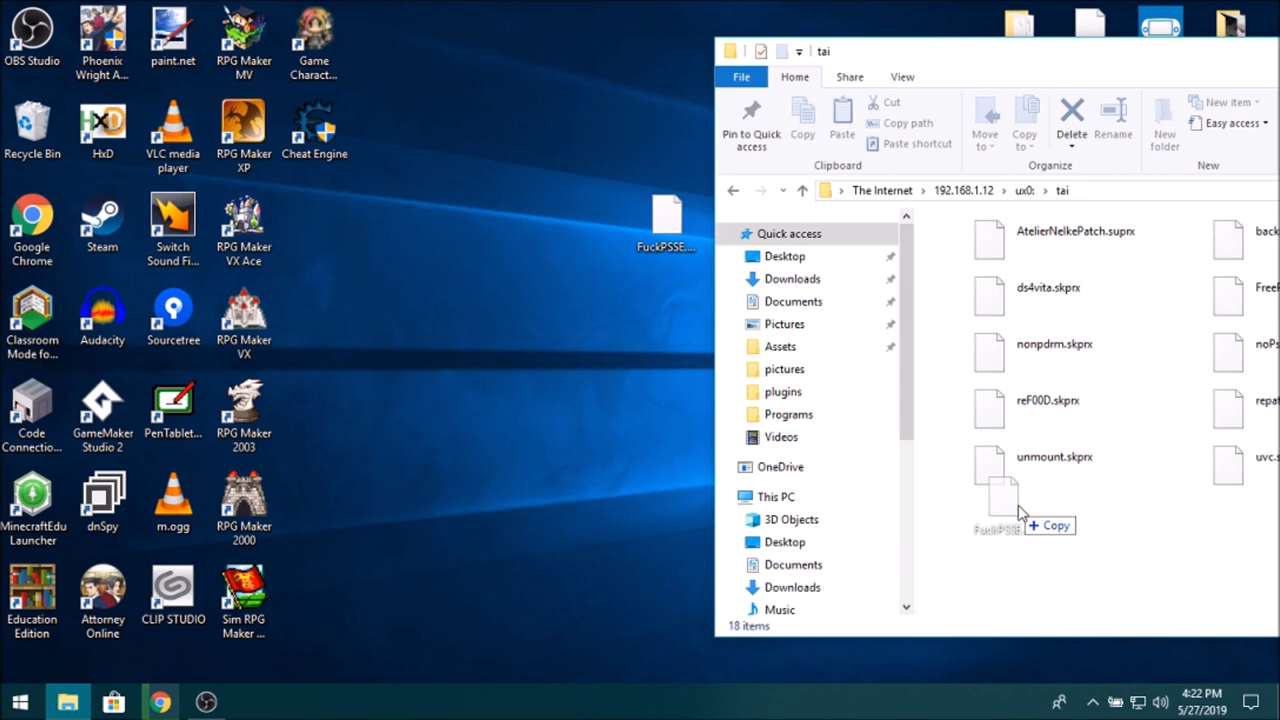 OBS Studio
Phoenix
Wright A...
paint.net
RPG Maker
MV
Game
Charact...
Recycle Bin
HxD
VLC media
player
RPG Maker
XP
Cheat Engine
Google
Chrome
Steam
Switch
Sound Fi...
RPG Maker
VX Ace
Classroom
Mode fo...
Audacity
Sourcetree
RPG Maker
VX
Code
Connectio...
GameMaker
Studio 2
PenTablet...
RPG Maker
2003
MinecraftEdu
Launcher
dnSpy
m.ogg
RPG Maker
2000
Education
Edition
Attorney
Online
CLIP STUDIO
Sim RPG
Maker ...
FuckPSSE....
tai
File
Home
Share
View
Pin to Quick
access
Copy
Paste
Cut
Copy path
Paste shortcut
Clipboard
Move
to
Copy
to
Delete
Rename
Organize
New
folder
New item
Easy access
New
The Internet
192.168.1.12
ux0:
tai
Quick access
Desktop
Downloads
Documents
Pictures
Assets
pictures
plugins
Programs
Videos
OneDrive
This PC
3D Objects
Desktop
Documents
Downloads
Music
AtelierNelkePatch.suprx
back
ds4vita.skprx
nonpdrm.skprx
noPs
reF00D.skprx
repat
unmount.skprx
uvc.s
FuckPSSE
+ Copy
18 items
4:22 PM
5/27/2019